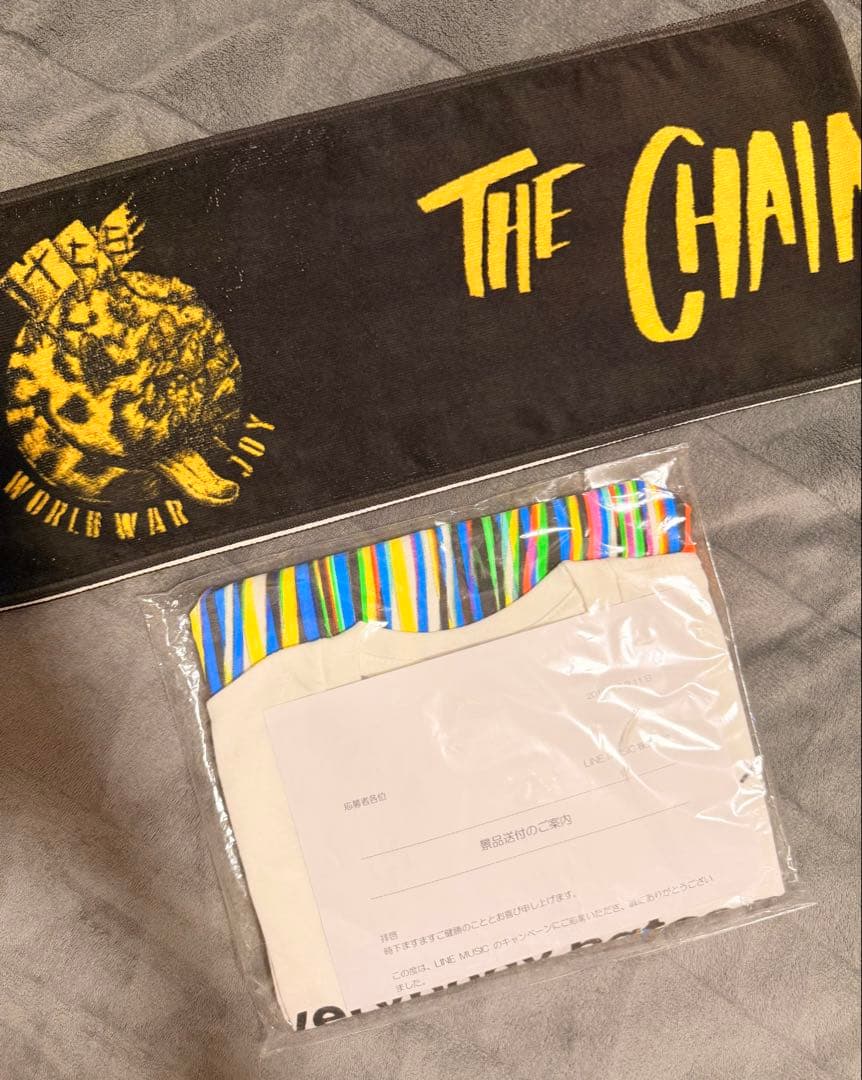 THE CHAIN
WORLD WAR JOY
LINE MUSIC
応募者各位
景品送付のご案内
拝啓
時下ますますご健勝のこととお喜び申し上げます。
この度は、LINE MUSIC のキャンペーンにご応募いただき、誠にありがとうござい
ました。